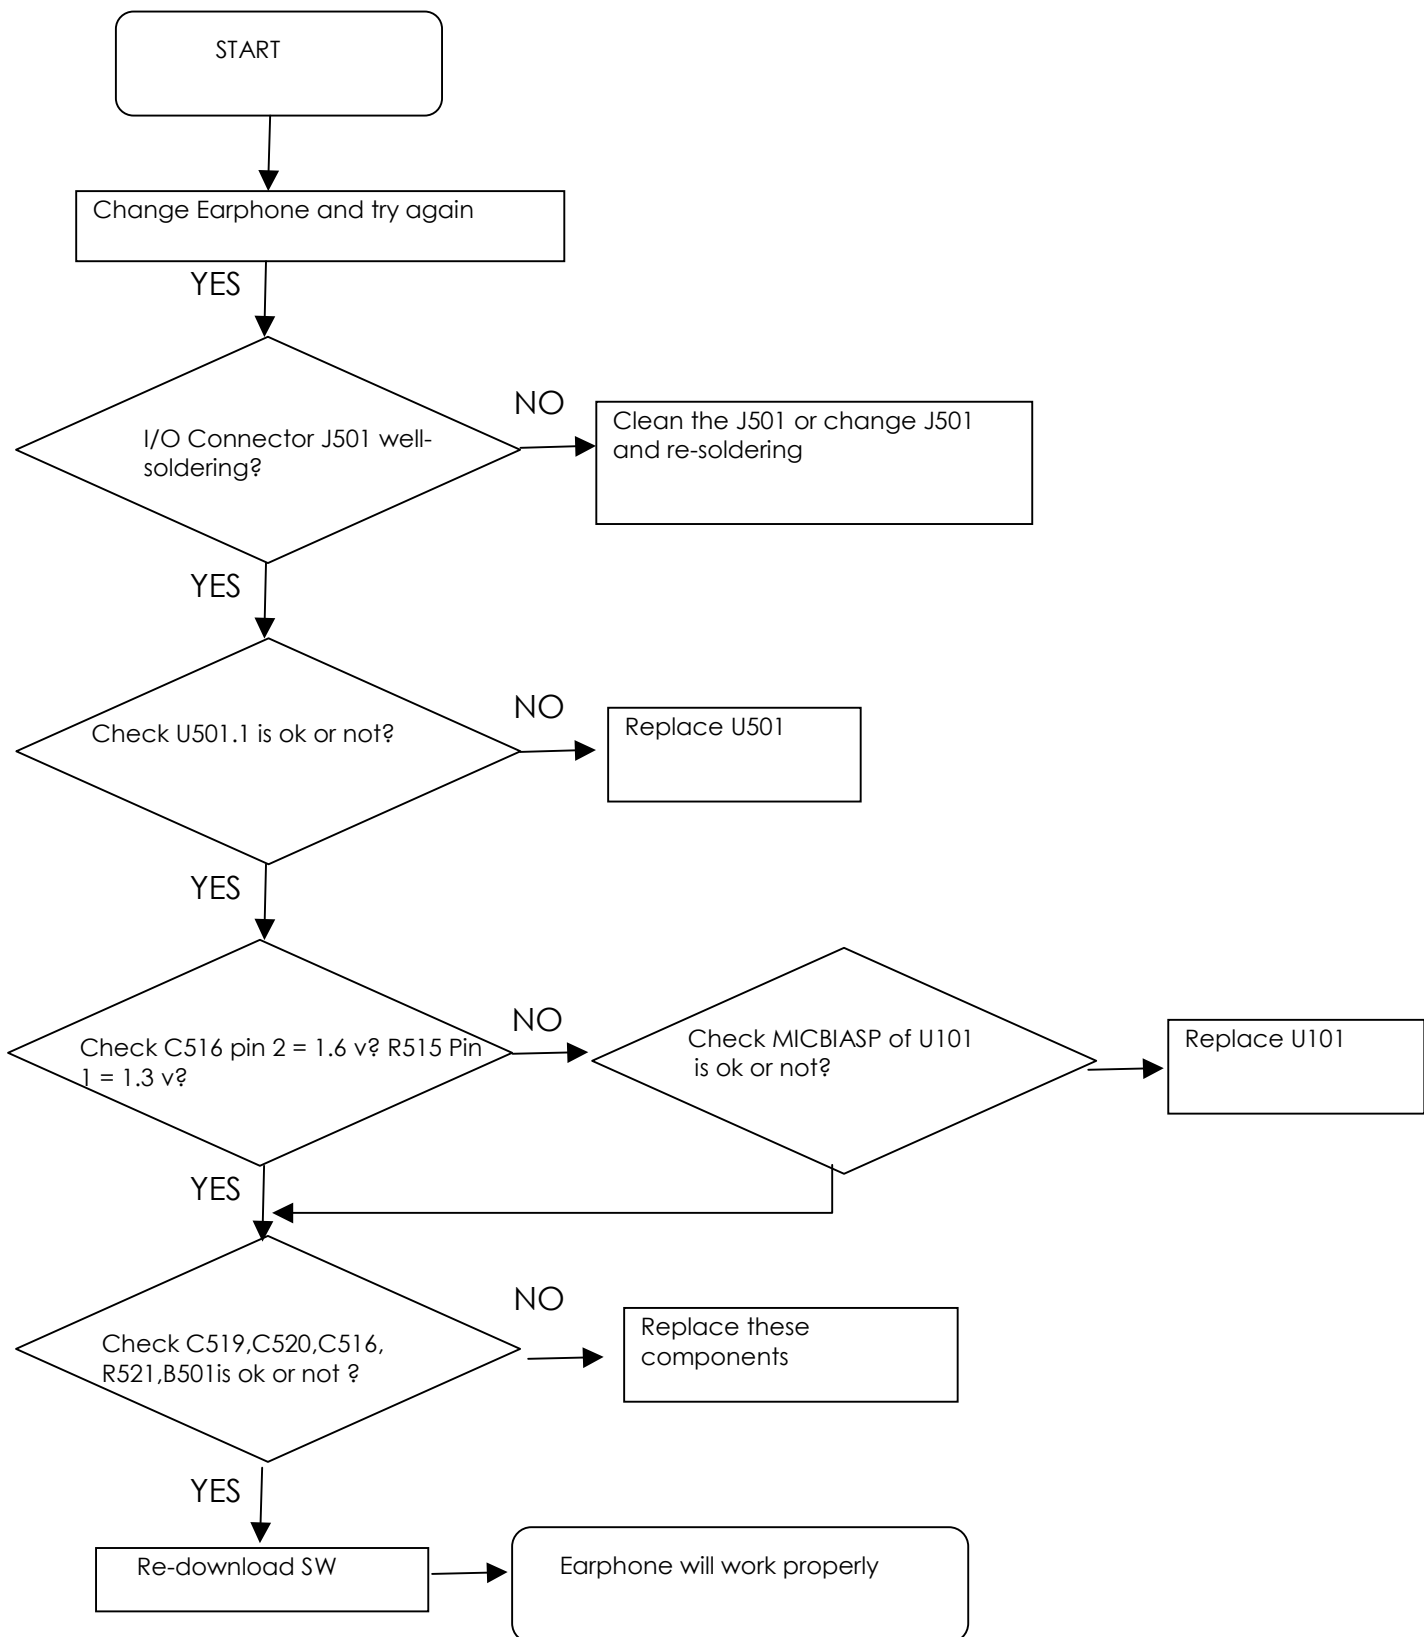 START
Change Earphone and try again
YES
NO
I/O Connector J501 well-
soldering?
Clean the J501 or change J501
and re-soldering
YES
NO
Check U501.1 is ok or not?
Replace U501
YES
NO
Check C516 pin 2 = 1.6 v? R515 Pin
1 = 1.3 v?
Check MICBIASP of U101
is ok or not?
Replace U101
YES
NO
Check C519,C520,C516,
R521,B501is ok or not ?
Replace these
components
YES
Re-download SW
Earphone will work properly